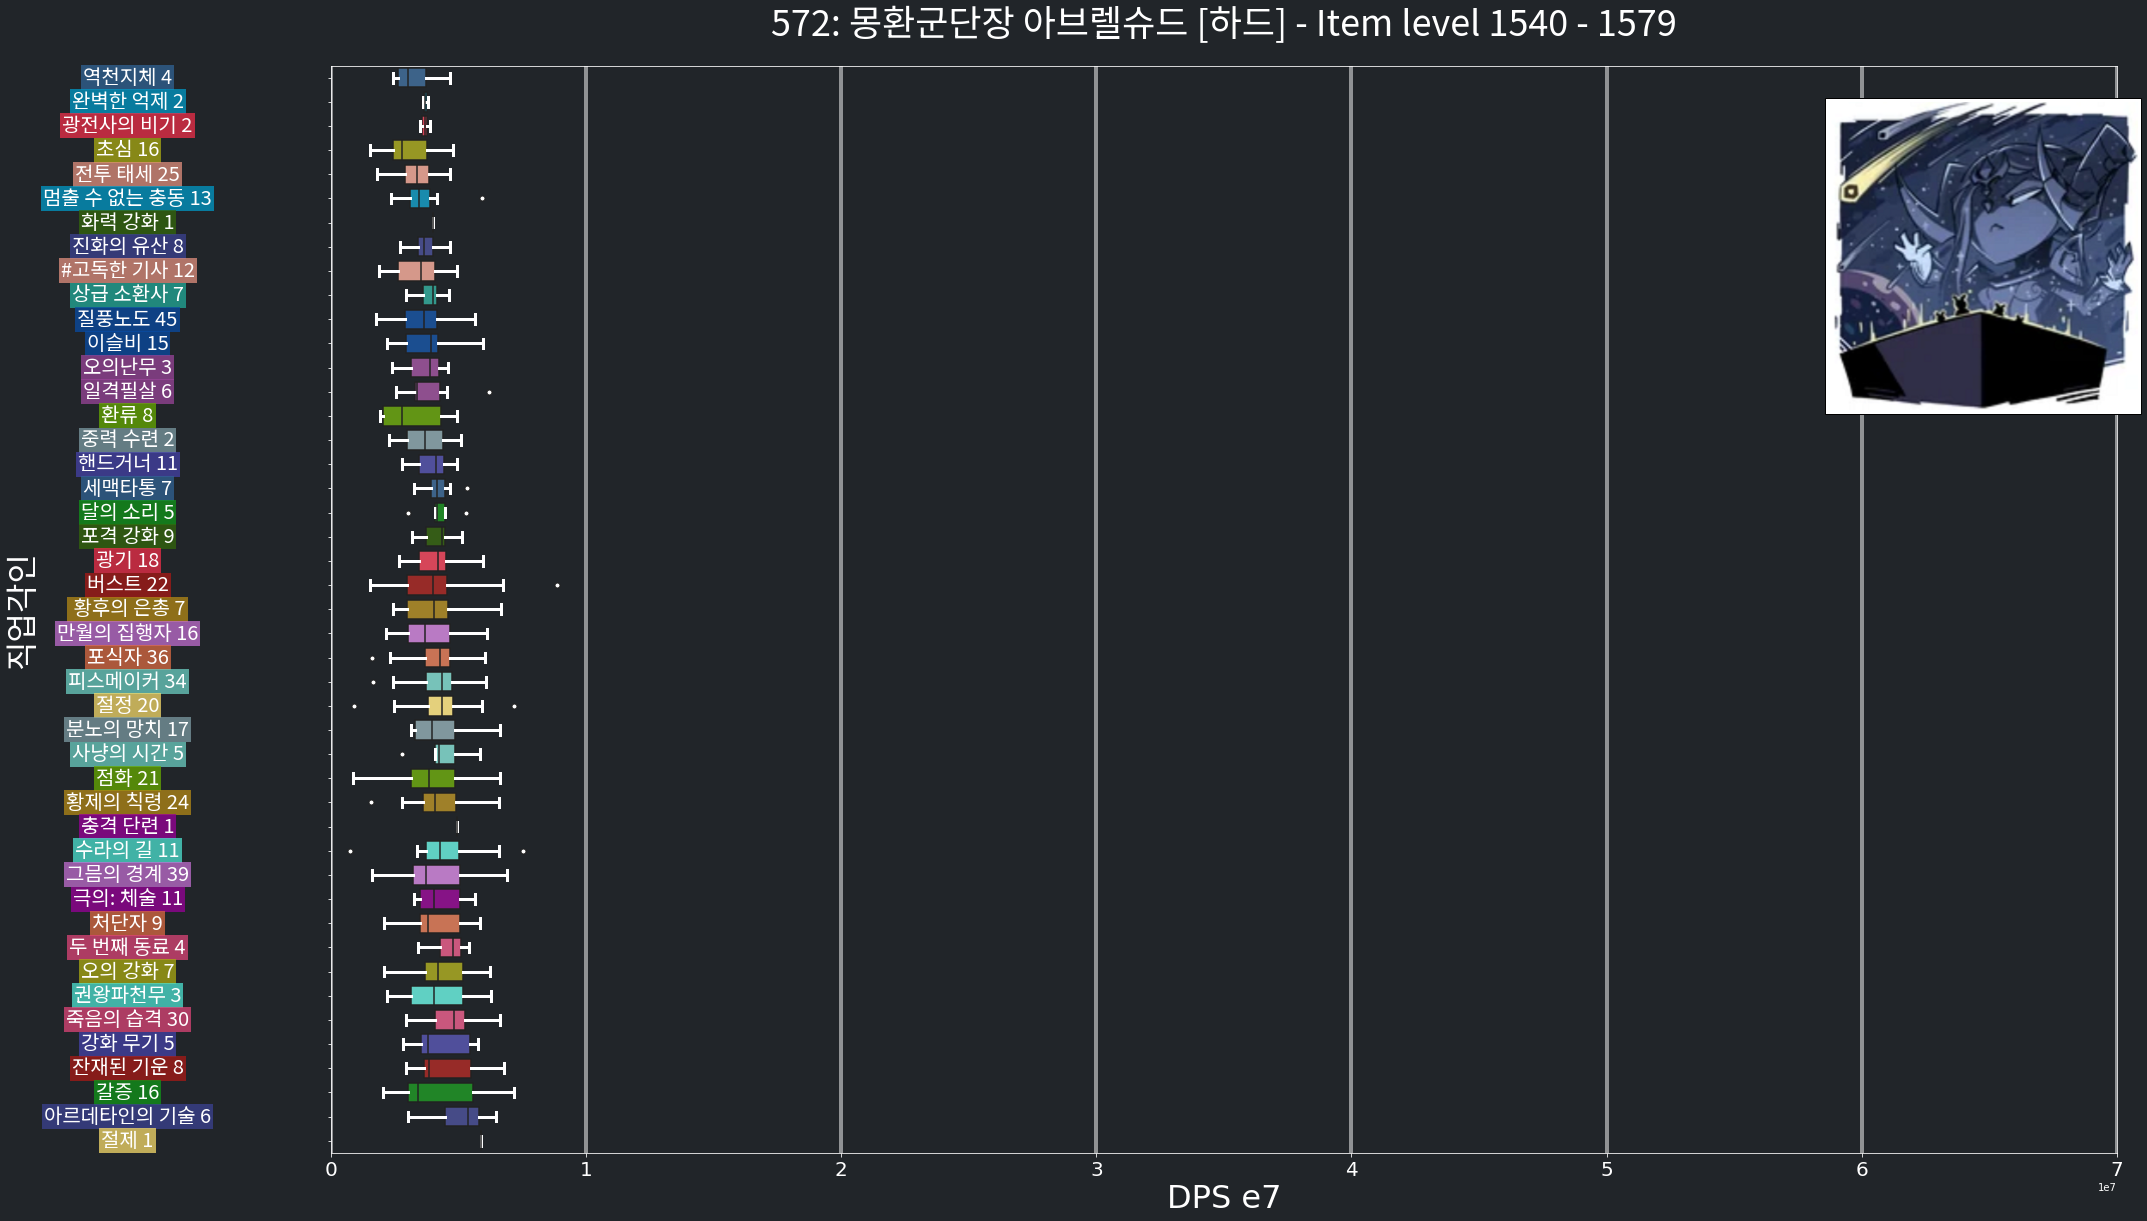 572: 몽환군단장 아브렐슈드 [하드] - Item level 1540 - 1579
역천지체 4
완벽한 억제 2
광전사의 비기 2
초심 16
전투 태세 25
멈출 수 없는 충동 13
화력 강화 1
진화의 유산 8
#고독한 기사 12
상급 소환사 7
질풍노도 45
이슬비 15
오의난무 3
일격필살 6
환류 8
중력 수련 2
핸드거너 11
세맥타통 7
달의 소리 5
포격 강화 9
광기 18
버스트 22
황후의 은총 7
만월의 집행자 16
포식자 36
피스메이커 34
절정 20
분노의 망치 17
사냥의 시간 5
점화 21
황제의 칙령 24
충격 단련 1
수라의 길 11
그믐의 경계 39
극의: 체술 11
처단자 9
두 번째 동료 4
오의 강화 7
권왕파천무 3
죽음의 습격 30
강화 무기 5
잔재된 기운 8
갈증 16
아르데타인의 기술 6
절제 1
직업각인
0 1 2 3 4 5 6 7
1e7
DPS e7